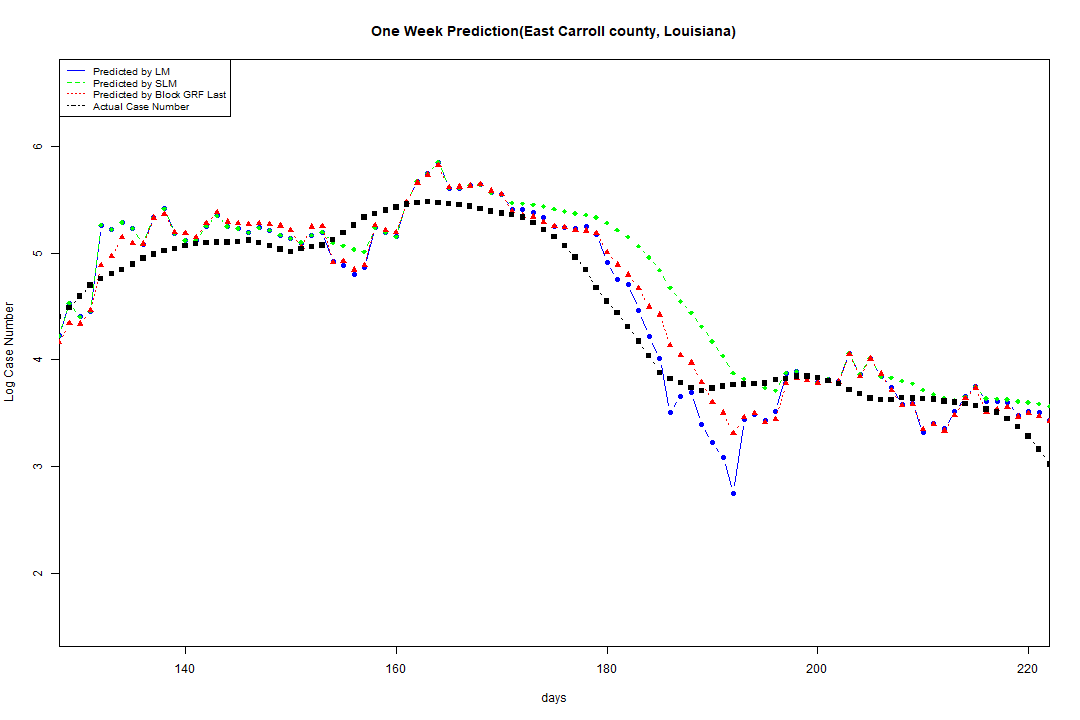 One Week Prediction(East Carroll county, Louisiana)
Predicted by LM
Predicted by SLM
Predicted by Block GRF Last
Actual Case Number
6
5
4
3
2
Log Case Number
140 160 180 200 220
days